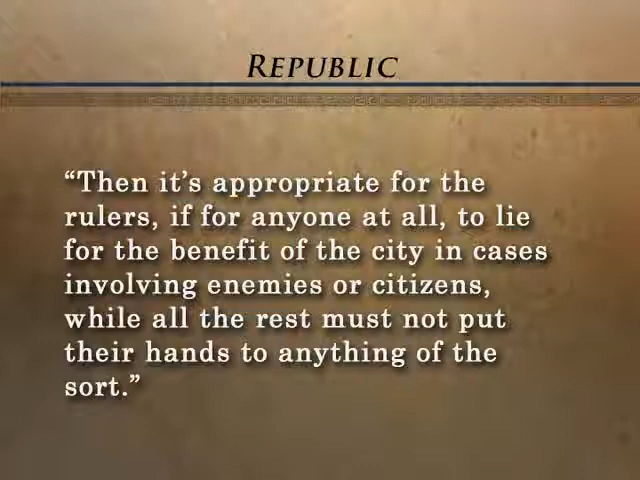 REPUBLIC
“Then it’s appropriate for the
rulers, if for anyone at all, to lie
for the benefit of the city in cases
involving enemies or citizens,
while all the rest must not put
their hands to anything of the
sort.”